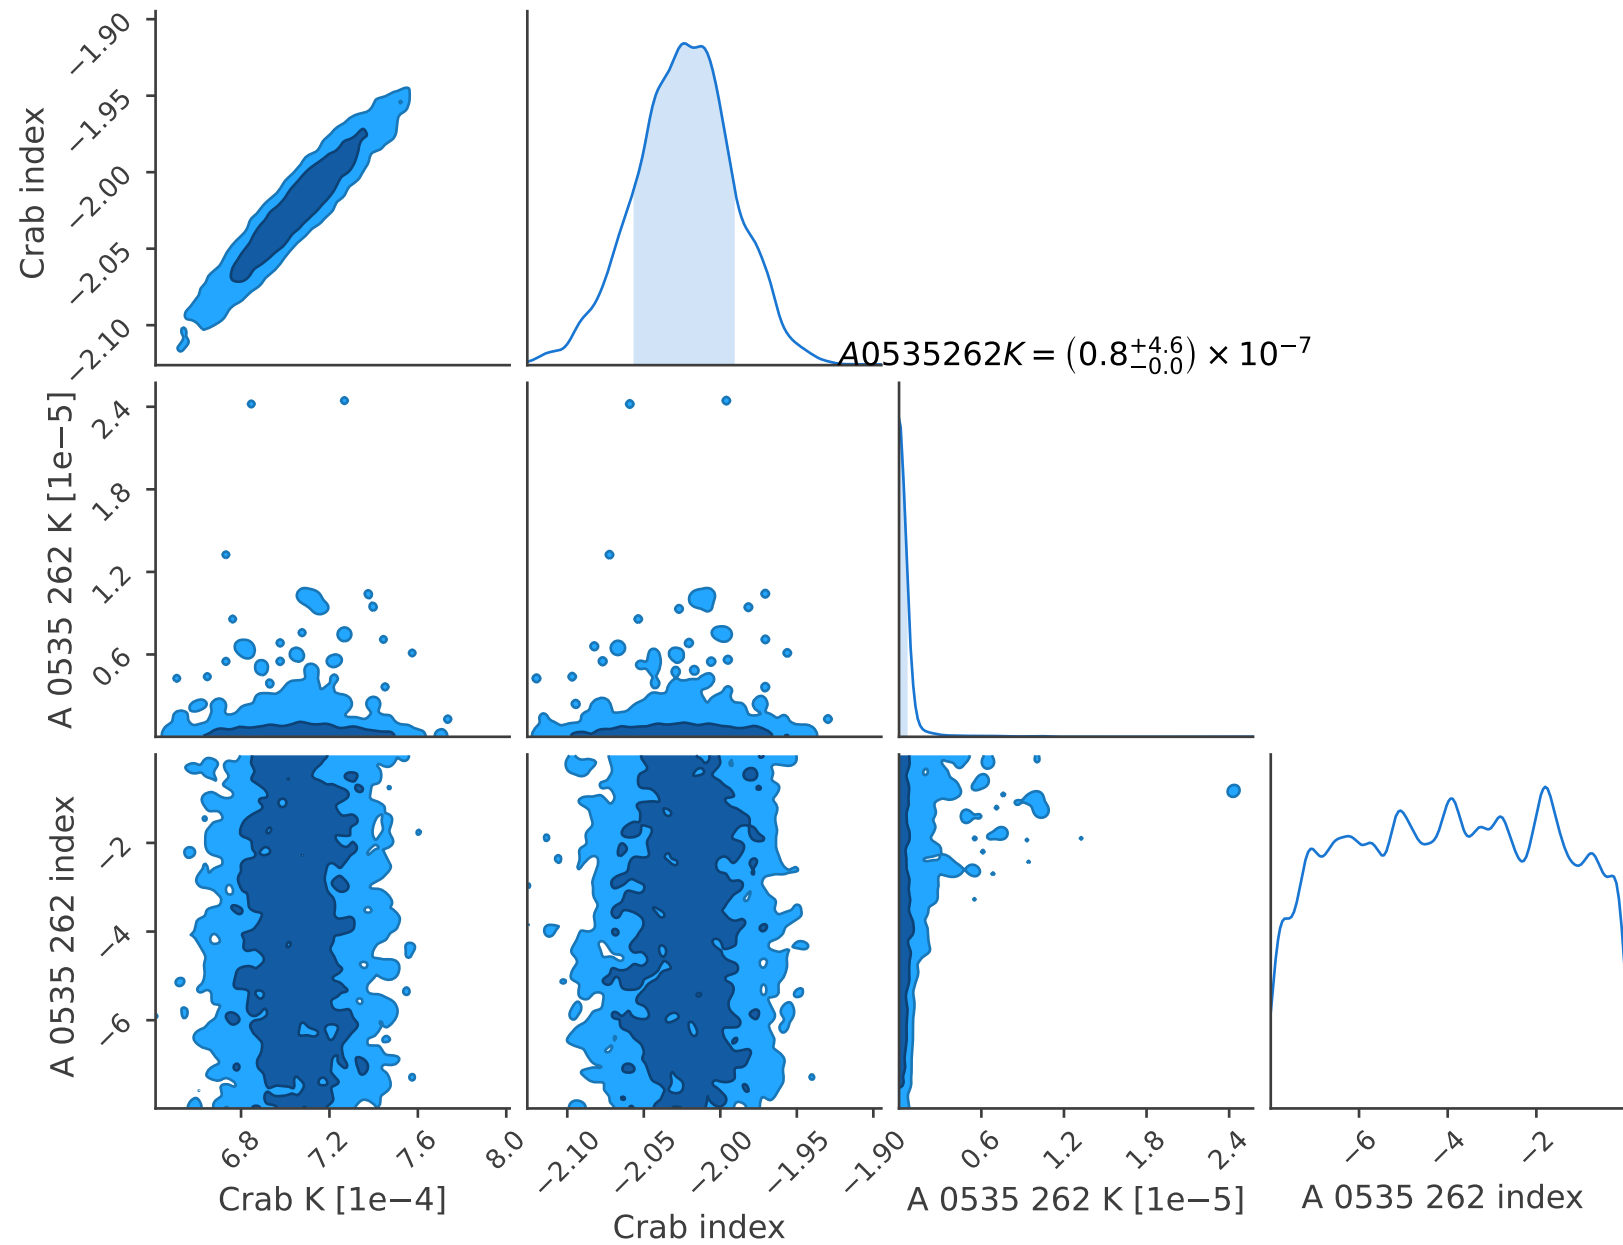 −1.90
−1.95
−2.00
−2.05
−2.10
Crab index
A0535262K = (0.8 +4.6 −0.0) × 10−7
2.4
1.8
1.2
0.6
A 0535 262 K [1e−5]
−2
−4
−6
A 0535 262 index
6.8 7.2 7.6 8.0
Crab K [1e−4]
−2.10 −2.05 −2.00 −1.95 −1.90
Crab index
0.6 1.2 1.8 2.4
A 0535 262 K [1e−5]
−6 −4 −2
A 0535 262 index